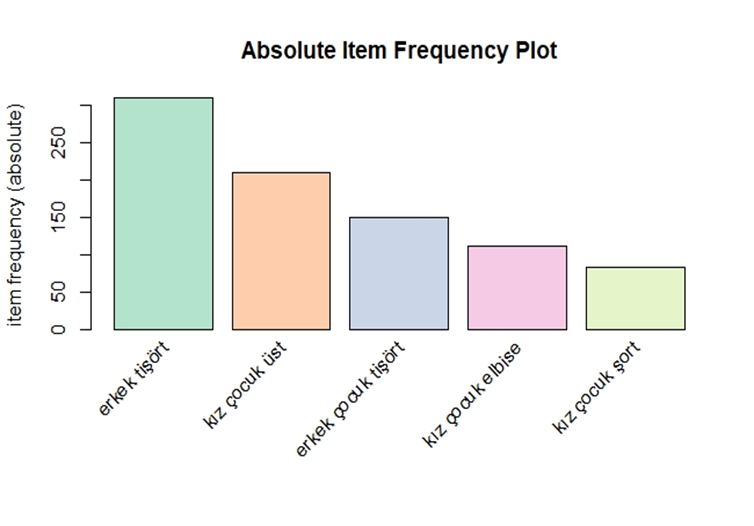 Absolute Item Frequency Plot
item frequency (absolute)
250
150
50
0
erkek tişört
kız çocuk üst
erkek çocuk tişört
kız çocuk elbise
kız çocuk şort